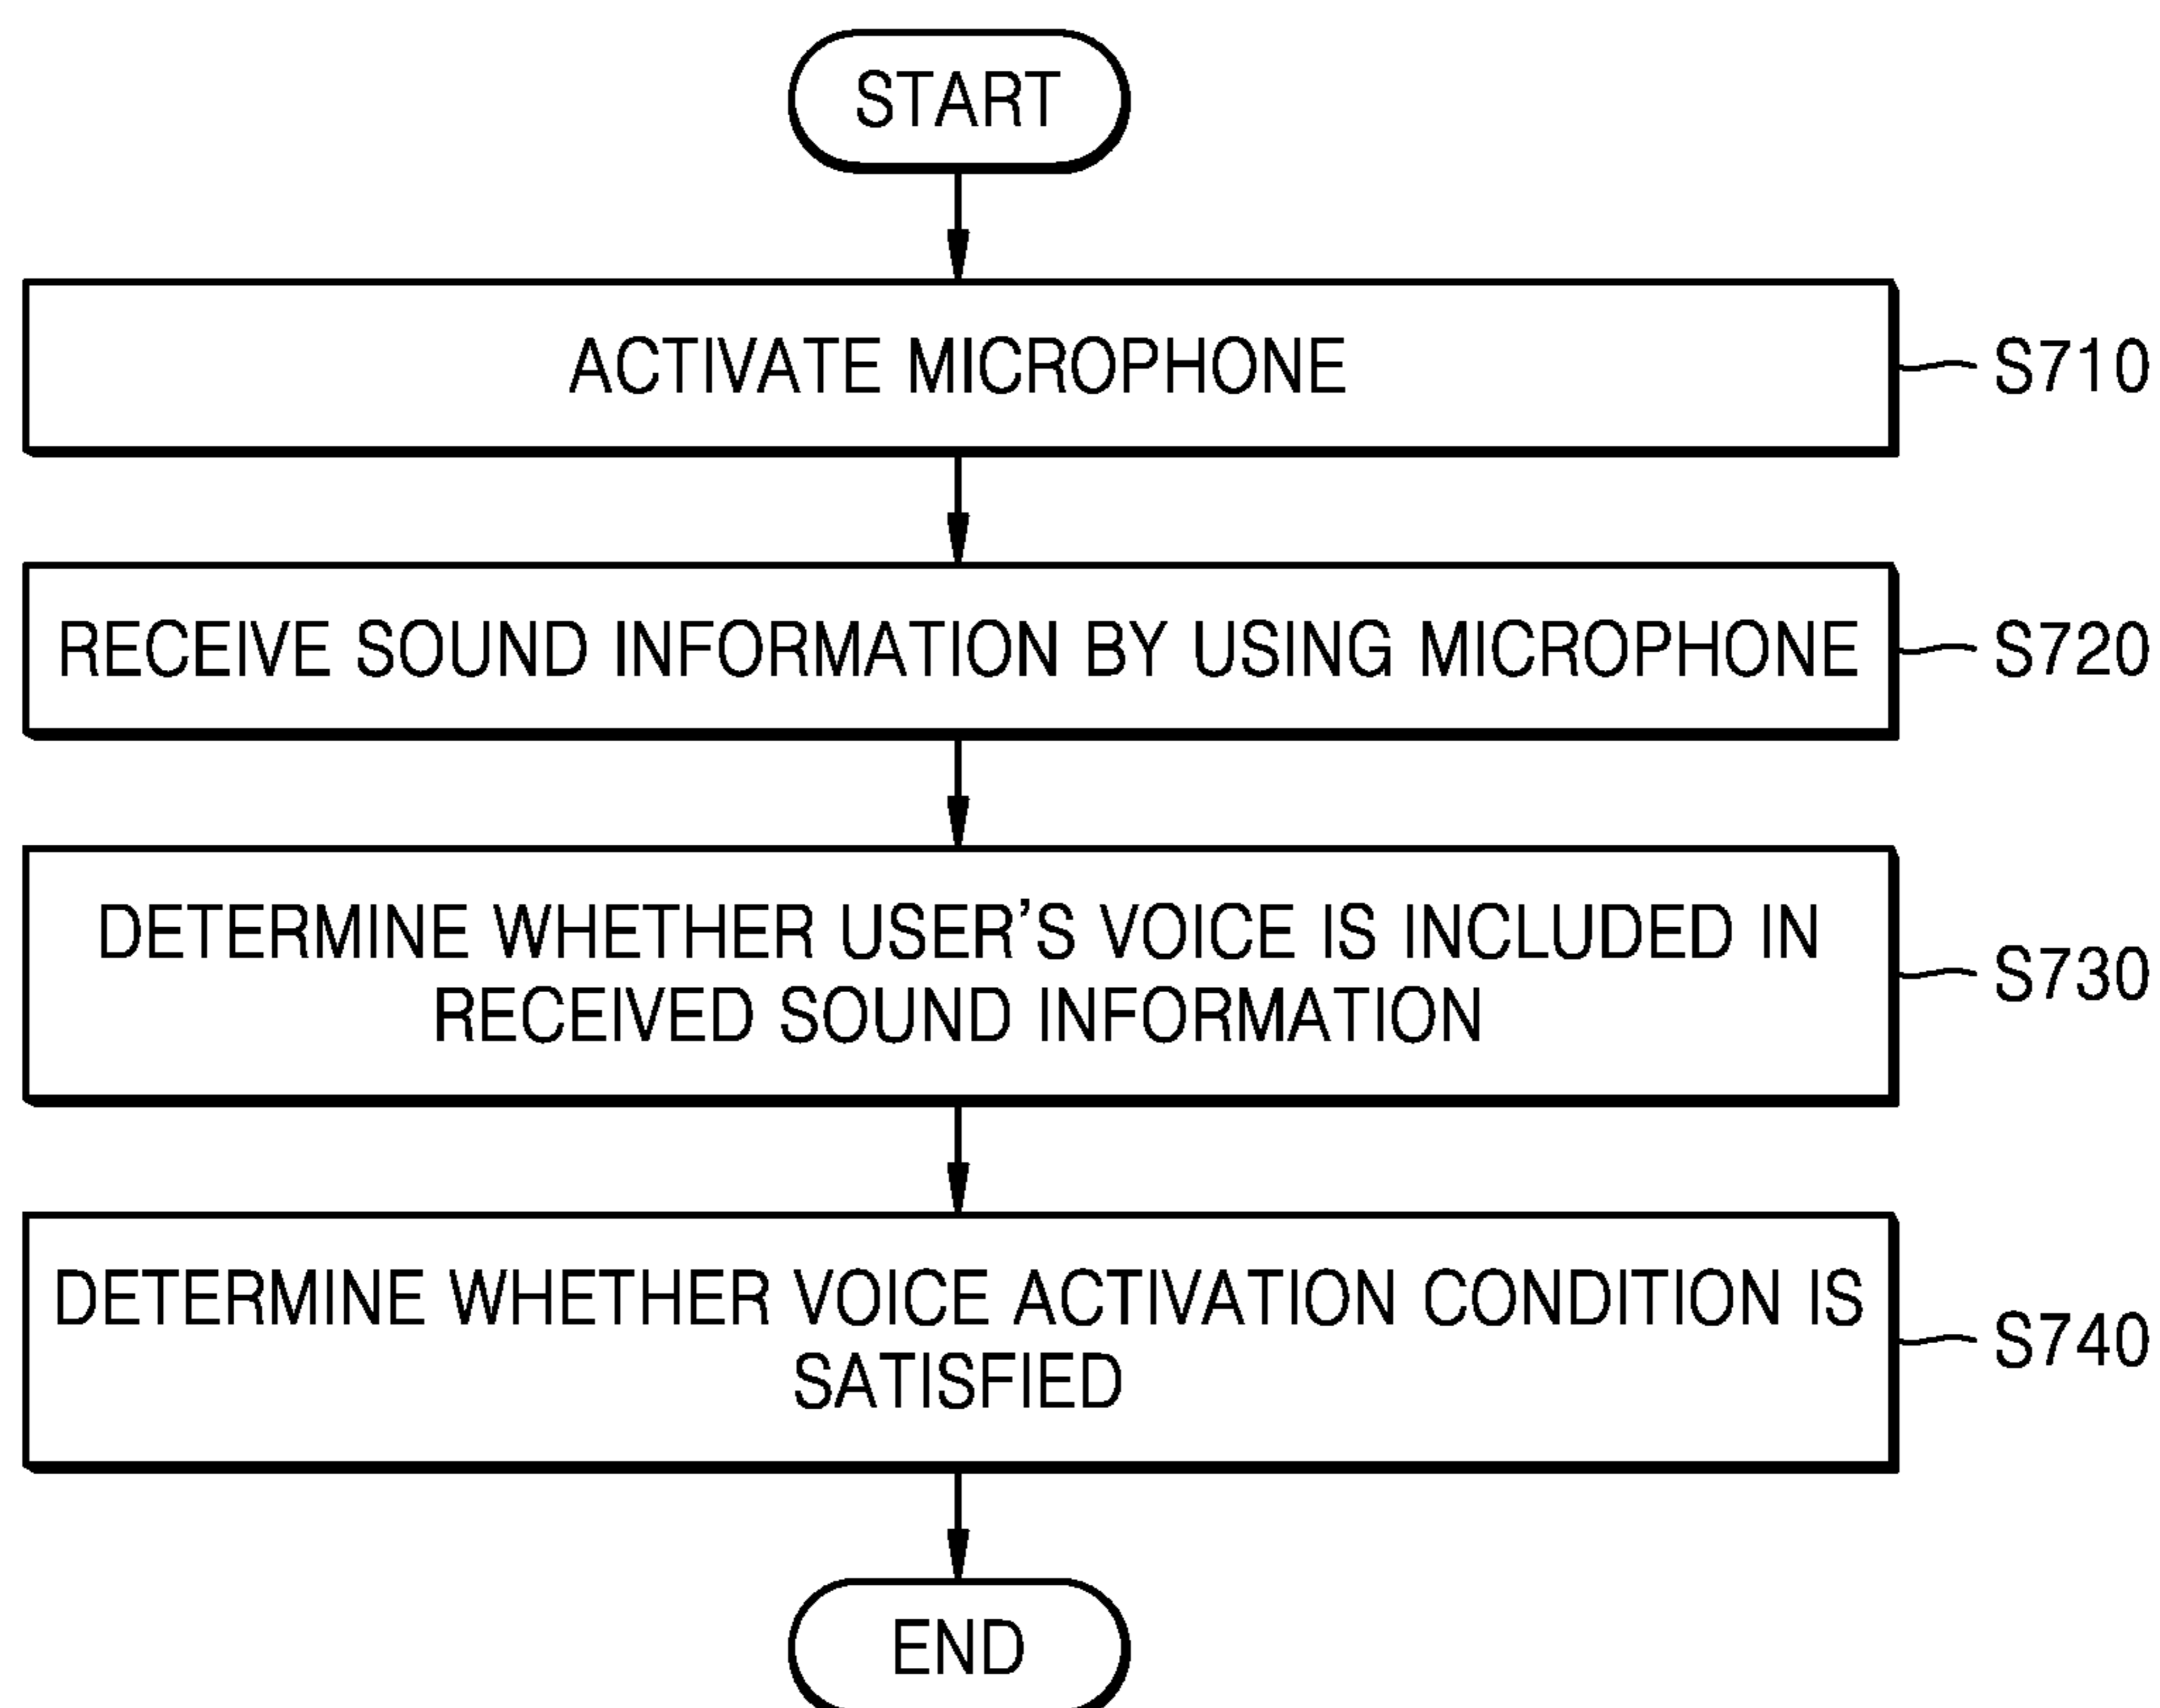 START
ACTIVATE MICROPHONE
S710
RECEIVE SOUND INFORMATION BY USING MICROPHONE
S720
DETERMINE WHETHER USER’S VOICE IS INCLUDED IN
RECEIVED SOUND INFORMATION
S730
DETERMINE WHETHER VOICE ACTIVATION CONDITION IS
SATISFIED
S740
END